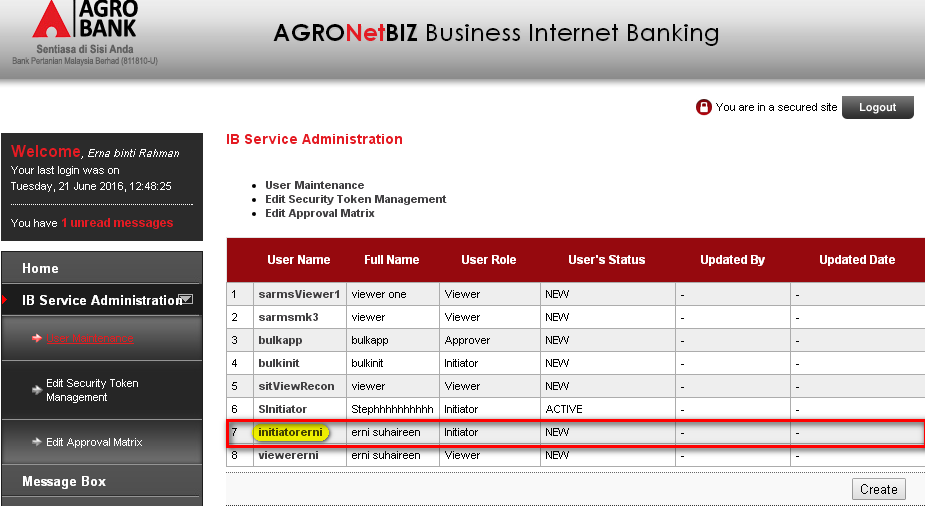 AGRO
BANK
Sentiasa di Sisi Anda
Bank Pertanian Malaysia Berhad (811810-U)
AGRONetBIZ Business Internet Banking
You are in a secured site
Logout
Welcome, Erna binti Rahman
Your last login was on
Tuesday, 21 June 2016, 12:48:25
You have 1 unread messages
Home
IB Service Administration
User Maintenance
Edit Security Token
Management
Edit Approval Matrix
Message Box
IB Service Administration
User Maintenance
Edit Security Token Management
Edit Approval Matrix
User Name Full Name User Role User's Status Updated By Updated Date
1 sarmsViewer1 viewer one Viewer NEW - -
2 sarmsmk3 viewer Viewer NEW - -
3 bulkapp bulkapp Approver NEW - -
4 bulkinit bulkinit Initiator NEW - -
5 sitViewRecon viewer Viewer NEW - -
6 SInitiator Stephhhhhhhhhh Initiator ACTIVE - -
7 initiatorerni erni suhaireen Initiator NEW - -
8 viewererni erni suhaireen Viewer NEW - -
Create